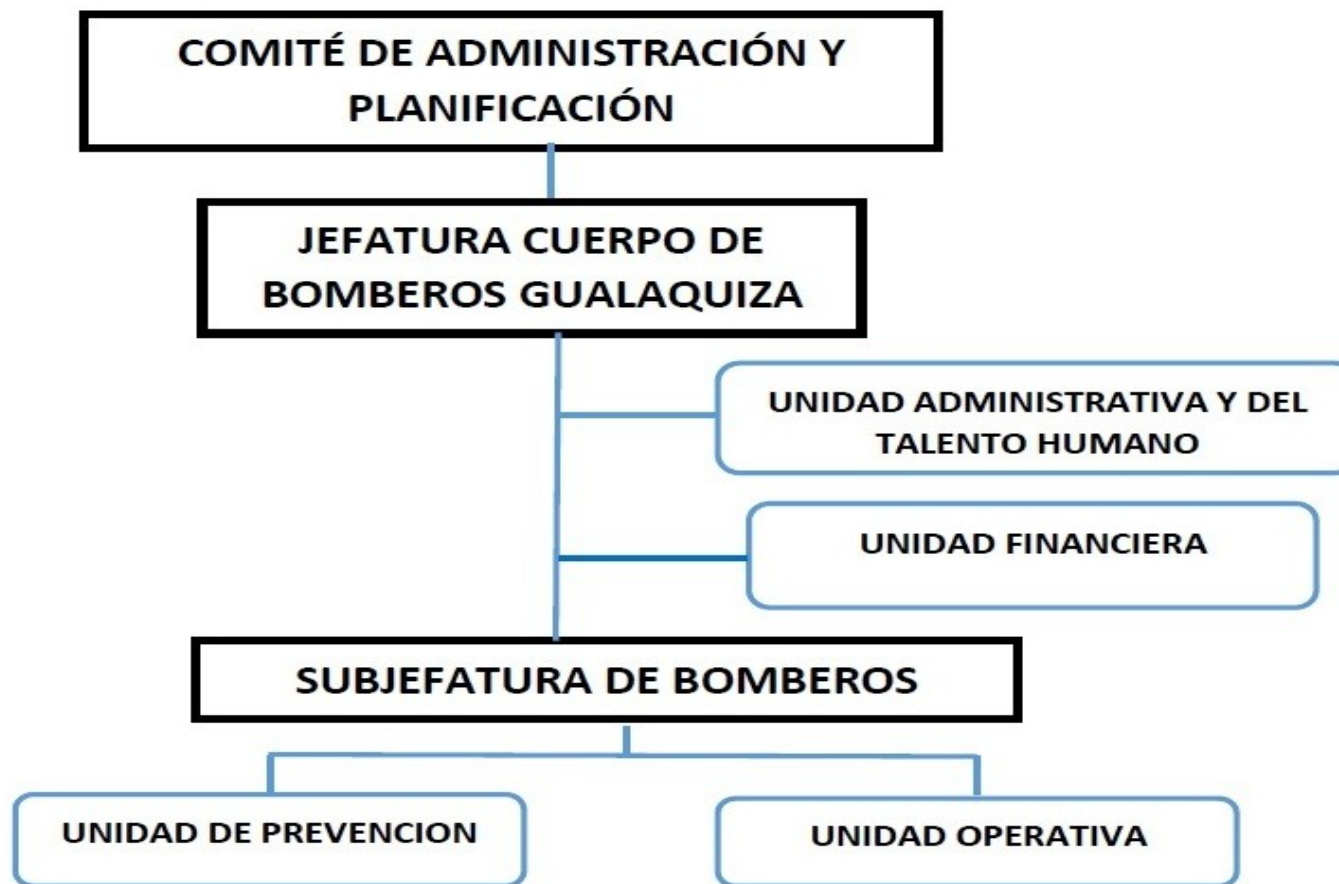 COMITÉ DE ADMINISTRACIÓN Y
PLANIFICACIÓN
JEFATURA CUERPO DE
BOMBEROS GUALAQUIZA
UNIDAD ADMINISTRATIVA Y DEL
TALENTO HUMANO
UNIDAD FINANCIERA
SUBJEFATURA DE BOMBEROS
UNIDAD DE PREVENCION
UNIDAD OPERATIVA